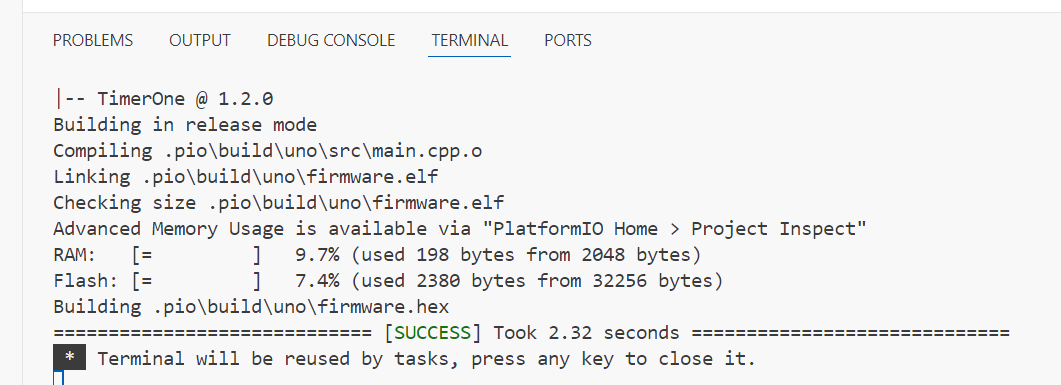 PROBLEMS OUTPUT DEBUG CONSOLE TERMINAL PORTS
|-- TimerOne @ 1.2.0
Building in release mode
Compiling .pio\build\uno\src\main.cpp.o
Linking .pio\build\uno\firmware.elf
Checking size .pio\build\uno\firmware.elf
Advanced Memory Usage is available via "PlatformIO Home > Project Inspect"
RAM:   [=         ]   9.7% (used 198 bytes from 2048 bytes)
Flash: [=         ]   7.4% (used 2380 bytes from 32256 bytes)
Building .pio\build\uno\firmware.hex
============================= [SUCCESS] Took 2.32 seconds =============================
* Terminal will be reused by tasks, press any key to close it.